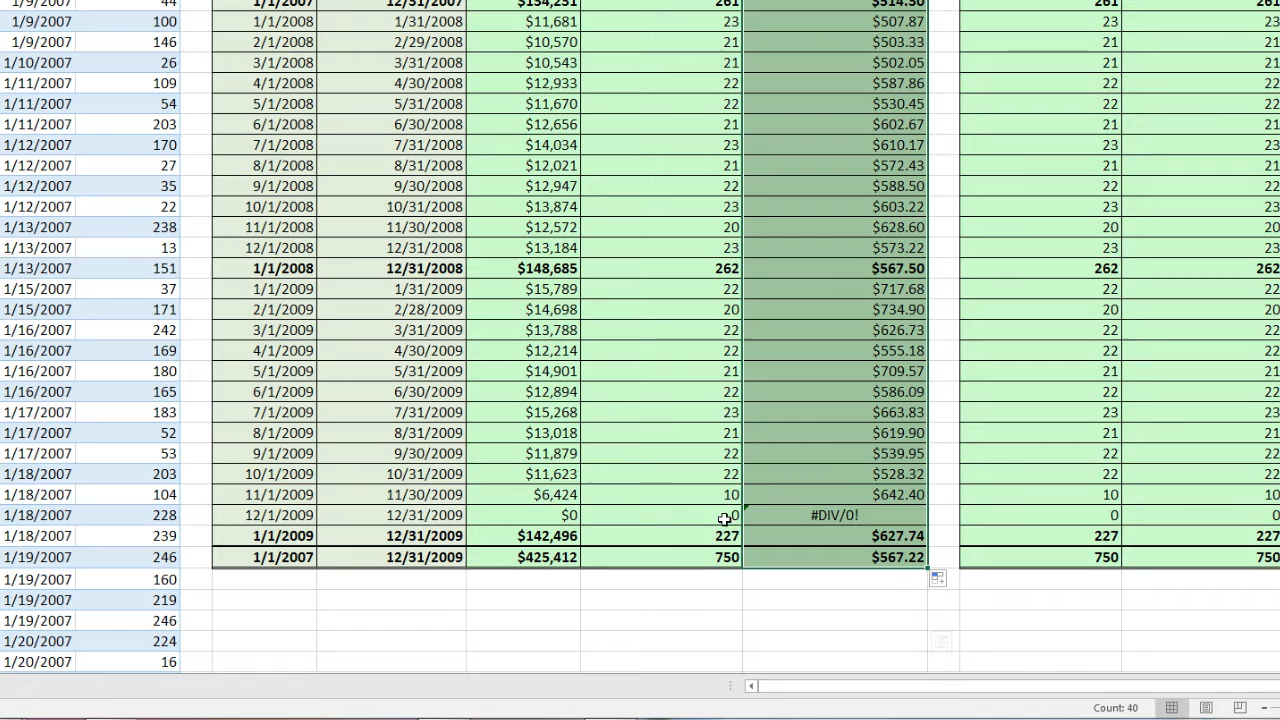 1/9/2007 44 1/1/2007 12/31/2007 $134,231 261 $514.30 261 261
1/9/2007 100 1/1/2008 1/31/2008 $11,681 23 $507.87 23 23
1/9/2007 146 2/1/2008 2/29/2008 $10,570 21 $503.33 21 21
1/10/2007 26 3/1/2008 3/31/2008 $10,543 21 $502.05 21 21
1/11/2007 109 4/1/2008 4/30/2008 $12,933 22 $587.86 22 22
1/11/2007 54 5/1/2008 5/31/2008 $11,670 22 $530.45 22 22
1/11/2007 203 6/1/2008 6/30/2008 $12,656 21 $602.67 21 21
1/12/2007 170 7/1/2008 7/31/2008 $14,034 23 $610.17 23 23
1/12/2007 27 8/1/2008 8/31/2008 $12,021 21 $572.43 21 21
1/12/2007 35 9/1/2008 9/30/2008 $12,947 22 $588.50 22 22
1/12/2007 22 10/1/2008 10/31/2008 $13,874 23 $603.22 23 23
1/13/2007 238 11/1/2008 11/30/2008 $12,572 20 $628.60 20 20
1/13/2007 13 12/1/2008 12/31/2008 $13,184 23 $573.22 23 23
1/13/2007 151 1/1/2008 12/31/2008 $148,685 262 $567.50 262 262
1/15/2007 37 1/1/2009 1/31/2009 $15,789 22 $717.68 22 22
1/15/2007 171 2/1/2009 2/28/2009 $14,698 20 $734.90 20 20
1/16/2007 242 3/1/2009 3/31/2009 $13,788 22 $626.73 22 22
1/16/2007 169 4/1/2009 4/30/2009 $12,214 22 $555.18 22 22
1/16/2007 180 5/1/2009 5/31/2009 $14,901 21 $709.57 21 21
1/16/2007 165 6/1/2009 6/30/2009 $12,894 22 $586.09 22 22
1/17/2007 183 7/1/2009 7/31/2009 $15,268 23 $663.83 23 23
1/17/2007 52 8/1/2009 8/31/2009 $13,018 21 $619.90 21 21
1/17/2007 53 9/1/2009 9/30/2009 $11,879 22 $539.95 22 22
1/18/2007 203 10/1/2009 10/31/2009 $11,623 22 $528.32 22 22
1/18/2007 104 11/1/2009 11/30/2009 $6,424 10 $642.40 10 10
1/18/2007 228 12/1/2009 12/31/2009 $0 0 #DIV/0! 0 0
1/18/2007 239 1/1/2009 12/31/2009 $142,496 227 $627.74 227 227
1/19/2007 246 1/1/2007 12/31/2009 $425,412 750 $567.22 750 750
1/19/2007 160
1/19/2007 219
1/19/2007 246
1/20/2007 224
1/20/2007 16
Count: 40